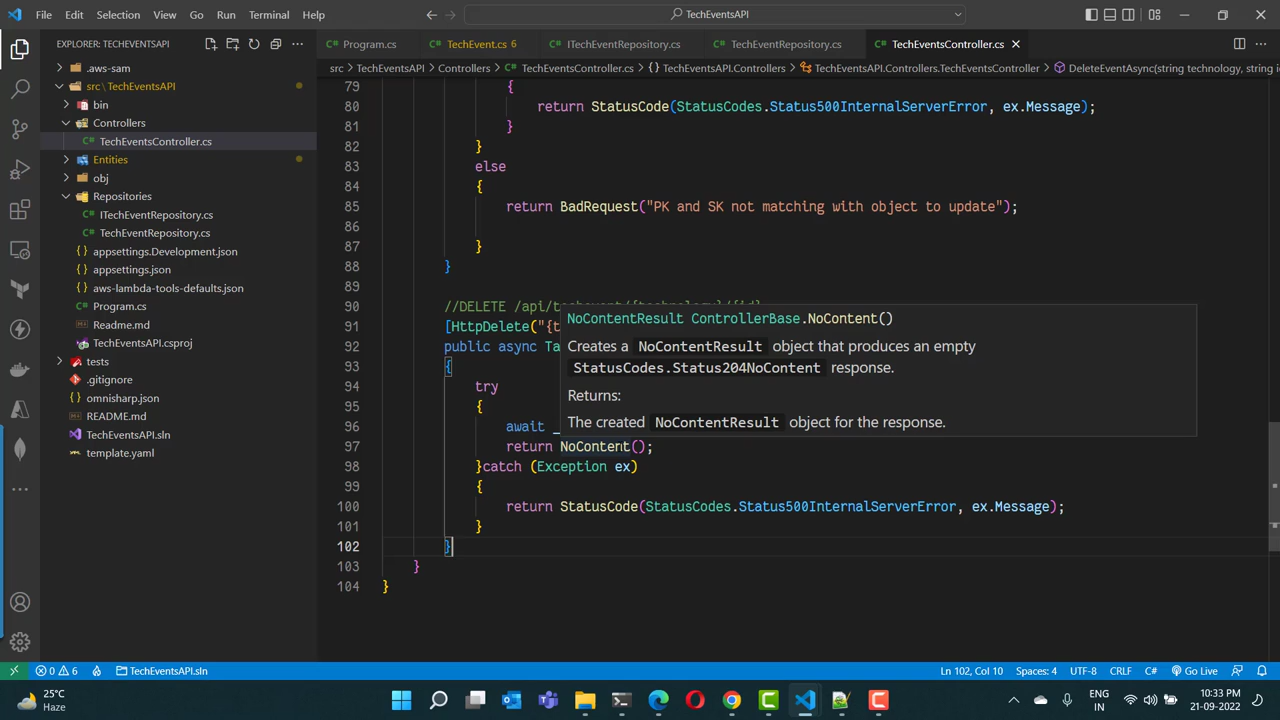 File Edit Selection View Go Run Terminal Help
TechEventsAPI
EXPLORER: TECHEVENTSAPI
Program.cs TechEvent.cs 6 ITechEventRepository.cs TechEventRepository.cs TechEventsController.cs
src > TechEventsAPI > Controllers > TechEventsController.cs > {} TechEventsAPI.Controllers > TechEventsAPI.Controllers.TechEventsController > DeleteEventAsync(string technology, string id
.aws-sam
src \ TechEventsAPI
bin
Controllers
TechEventsController.cs
Entities
obj
Repositories
ITechEventRepository.cs
TechEventRepository.cs
{} appsettings.Development.json
{} appsettings.json
{} aws-lambda-tools-defaults.json
Program.cs
Readme.md
TechEventsAPI.csproj
tests
.gitignore
omnisharp.json
README.md
TechEventsAPI.sln
template.yaml
79 {
80 return StatusCode(StatusCodes.Status500InternalServerError, ex.Message);
81 }
82 }
83 else
84 {
85 return BadRequest("PK and SK not matching with object to update");
86
87 }
88 }
90 //DELETE /api/techevent/{technology}/{id}
91 [HttpDelete("{t
92 public async Ta
93 {
94 try
95 {
96 await _
97 return NoContent();
98 }catch (Exception ex)
99 {
100 return StatusCode(StatusCodes.Status500InternalServerError, ex.Message);
101 }
102 }
103 }
104 }
NoContentResult ControllerBase.NoContent()
Creates a NoContentResult object that produces an empty
StatusCodes.Status204NoContent response.
Returns:
The created NoContentResult object for the response.
0 6 TechEventsAPI.sln Ln 102, Col 10 Spaces: 4 UTF-8 CRLF C# Go Live
25°C
Haze
ENG
IN
10:33 PM
21-09-2022